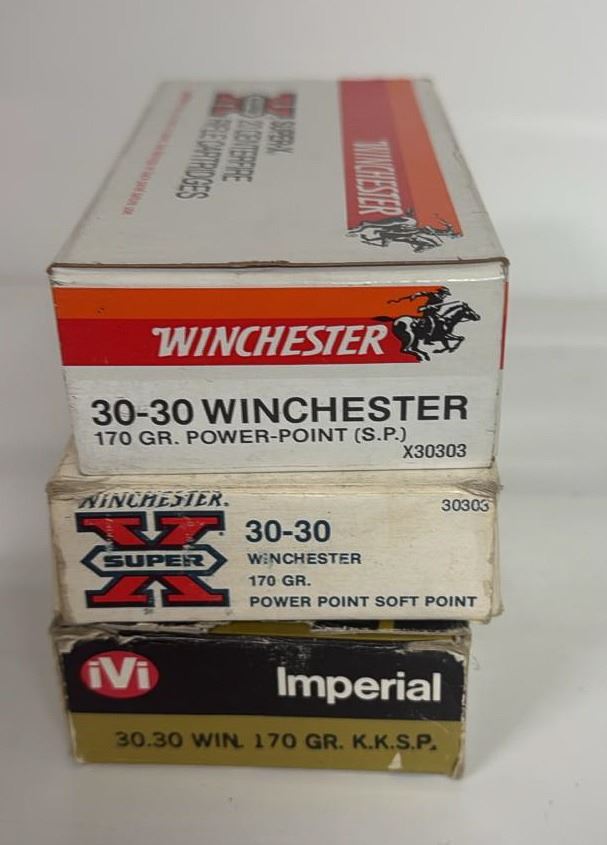 SUPER-X
20 CENTERFIRE
RIFLE CARTRIDGES
WINCHESTER
WINCHESTER
30-30 WINCHESTER
170 GR. POWER-POINT (S.P.)
X30303
WINCHESTER.
30303
X
SUPER
30-30
WINCHESTER
170 GR.
POWER POINT SOFT POINT
iVi
Imperial
30.30 WIN. 170 GR. K.K.S.P.